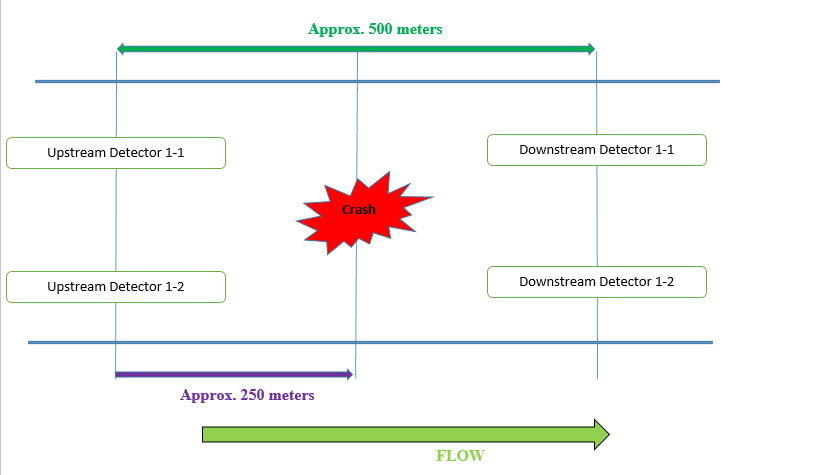 Approx. 500 meters
Upstream Detector 1-1
Downstream Detector 1-1
Crash
Upstream Detector 1-2
Downstream Detector 1-2
Approx. 250 meters
FLOW